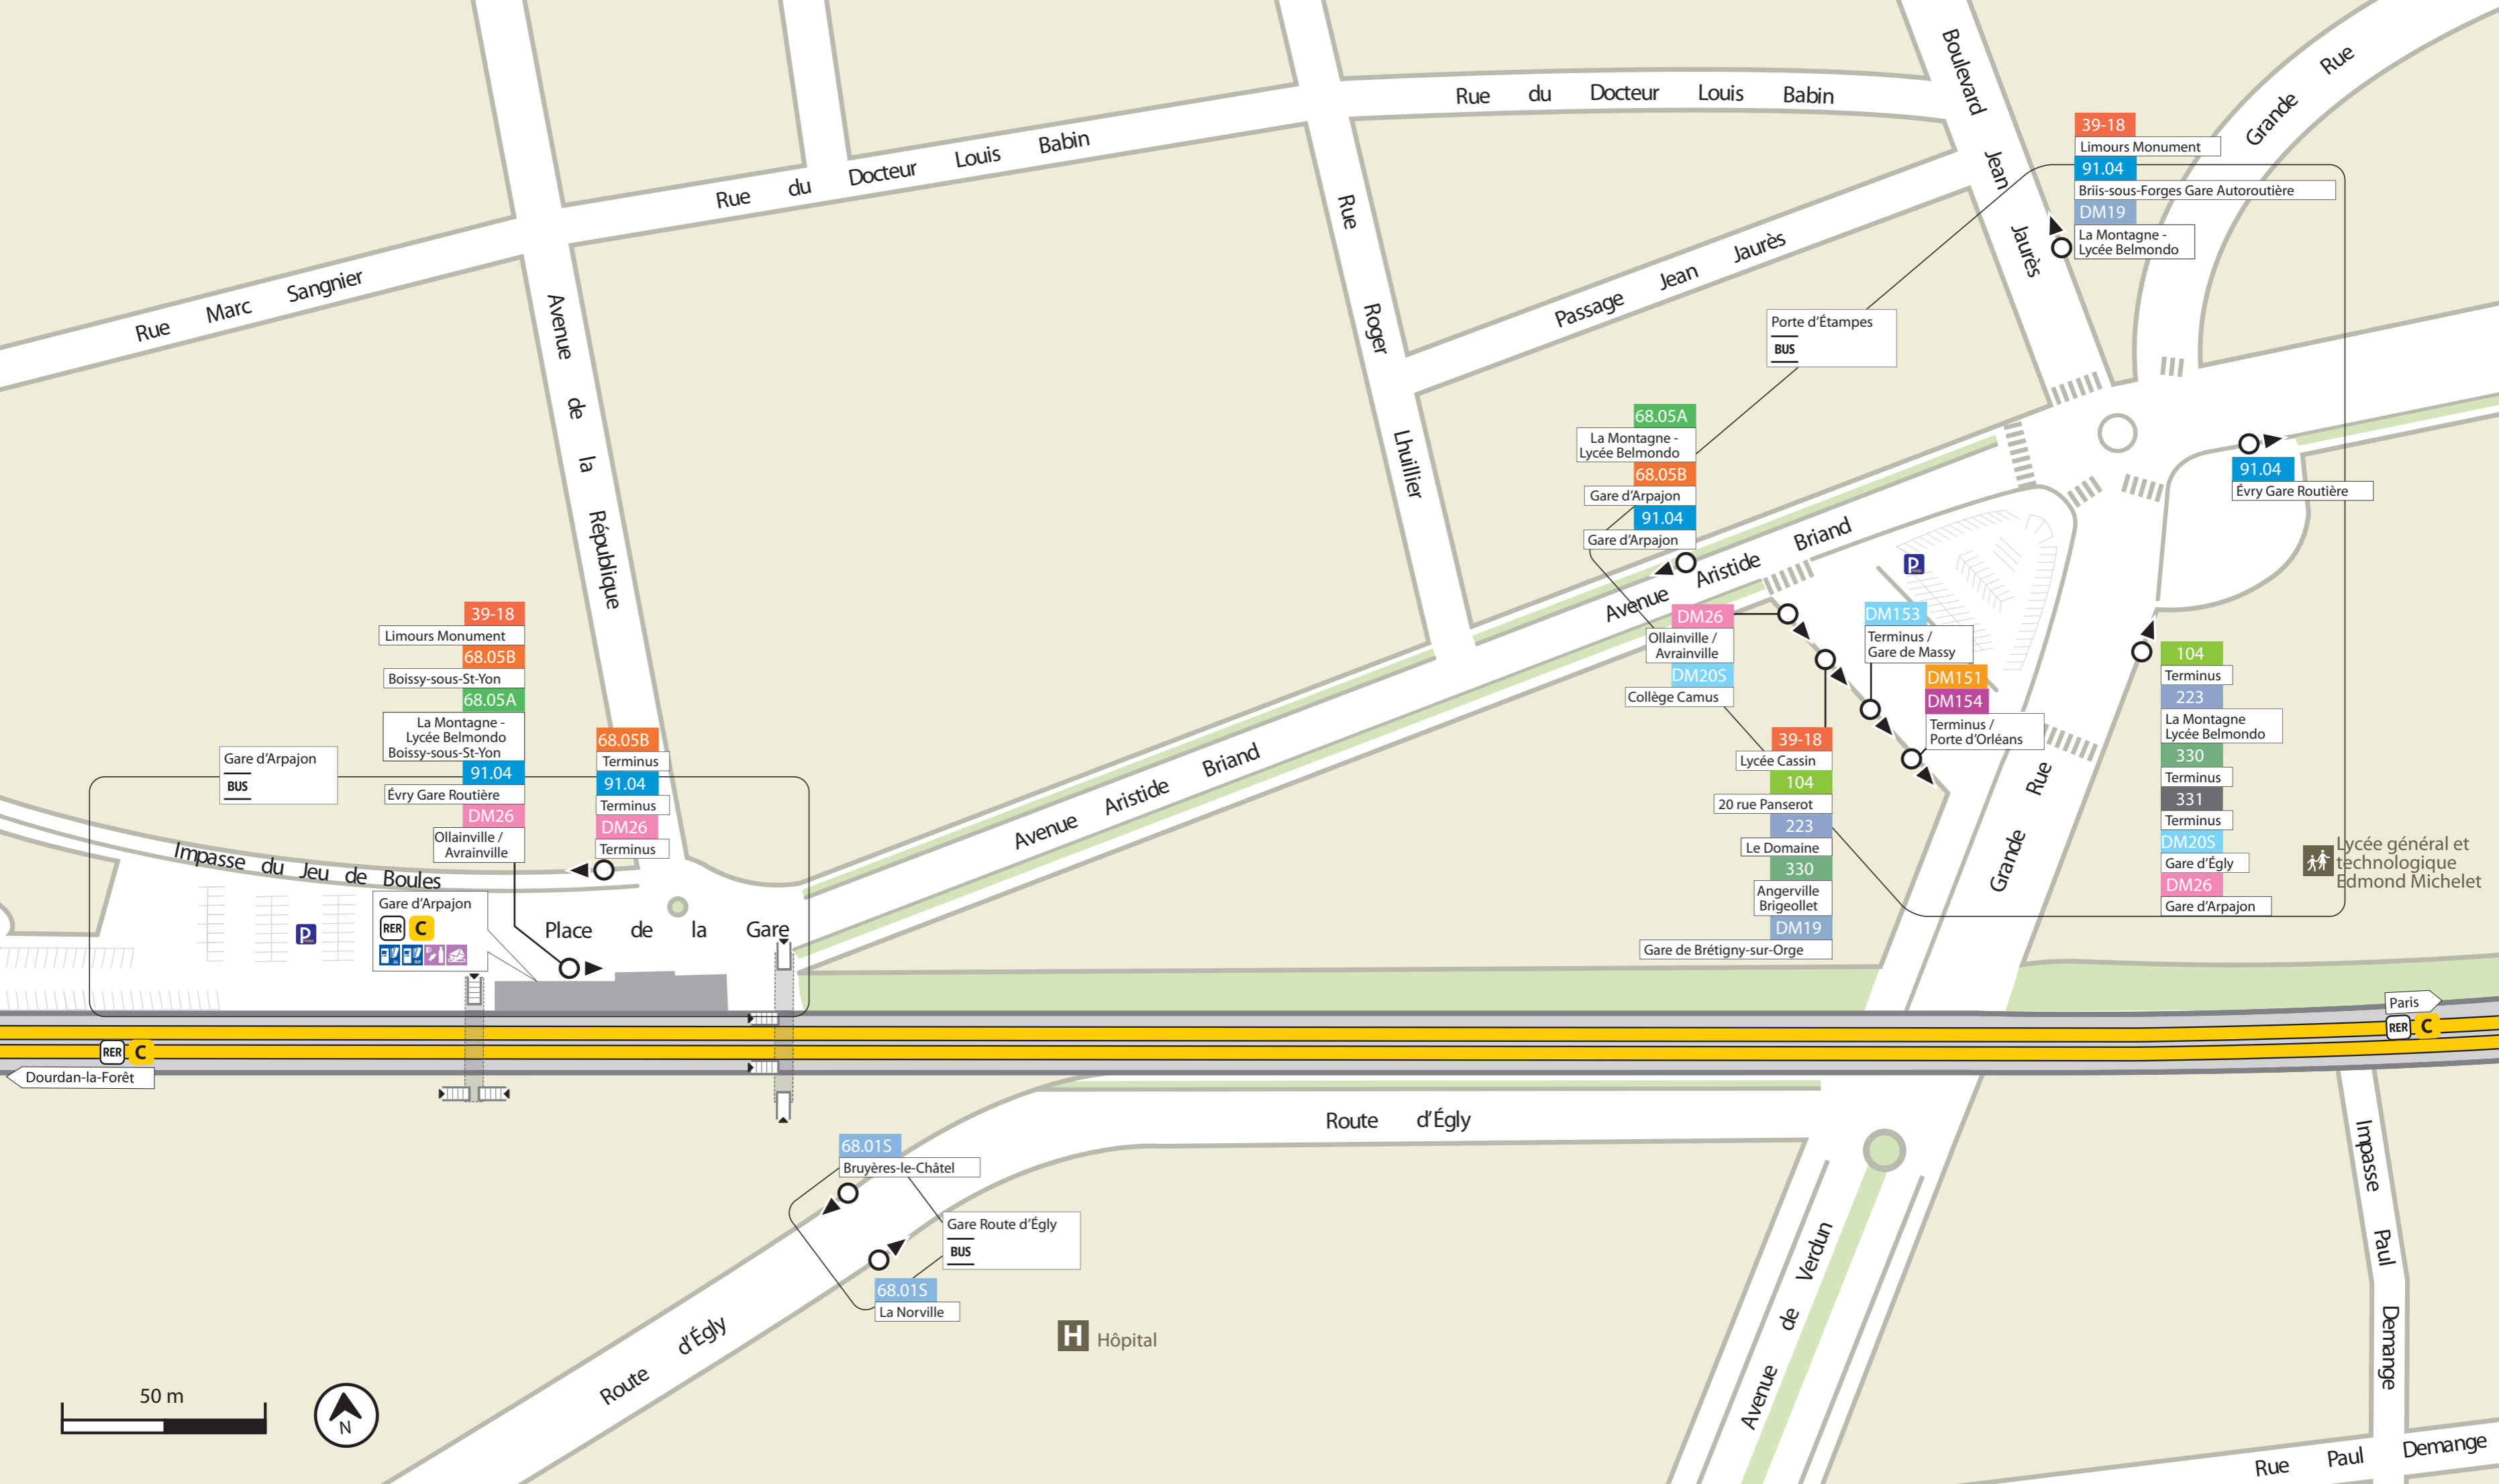 Rue du Docteur Louis Babin
Rue du Docteur Louis Babin
Rue Marc Sangnier
Avenue de la République
Rue Roger Lhuillier
Passage Jean Jaurès
Boulevard Jean Jaurès
Grande Rue
39-18
Limours Monument
91.04
Briis-sous-Forges Gare Autoroutière
DM19
La Montagne -
Lycée Belmondo
Porte d'Étampes
BUS
68.05A
La Montagne -
Lycée Belmondo
68.05B
Gare d'Arpajon
91.04
Gare d'Arpajon
91.04
Évry Gare Routière
Avenue Aristide Briand
P
DM26
Ollainville /
Avrainville
DM20S
Collège Camus
DM153
Terminus /
Gare de Massy
DM151
DM154
Terminus /
Porte d'Orléans
39-18
Lycée Cassin
104
20 rue Panserot
223
Le Domaine
330
Angerville
Brigeollet
DM19
Gare de Brétigny-sur-Orge
104
Terminus
223
La Montagne
Lycée Belmondo
330
Terminus
331
Terminus
DM20S
Gare d'Égly
DM26
Gare d'Arpajon
Grande Rue
Lycée général et
technologique
Edmond Michelet
39-18
Limours Monument
68.05B
Boissy-sous-St-Yon
68.05A
La Montagne -
Lycée Belmondo
Boissy-sous-St-Yon
91.04
Évry Gare Routière
DM26
Ollainville /
Avrainville
68.05B
Terminus
91.04
Terminus
DM26
Terminus
Gare d'Arpajon
BUS
Avenue Aristide Briand
Impasse du Jeu de Boules
Gare d'Arpajon
RER C
P
Place de la Gare
Paris
RER C
RER C
Dourdan-la-Forêt
Route d'Égly
68.01S
Bruyères-le-Châtel
Gare Route d'Égly
BUS
68.01S
La Norville
H Hôpital
Route d'Égly
Avenue de Verdun
Impasse Paul Demange
Rue Paul Demange
50 m
N